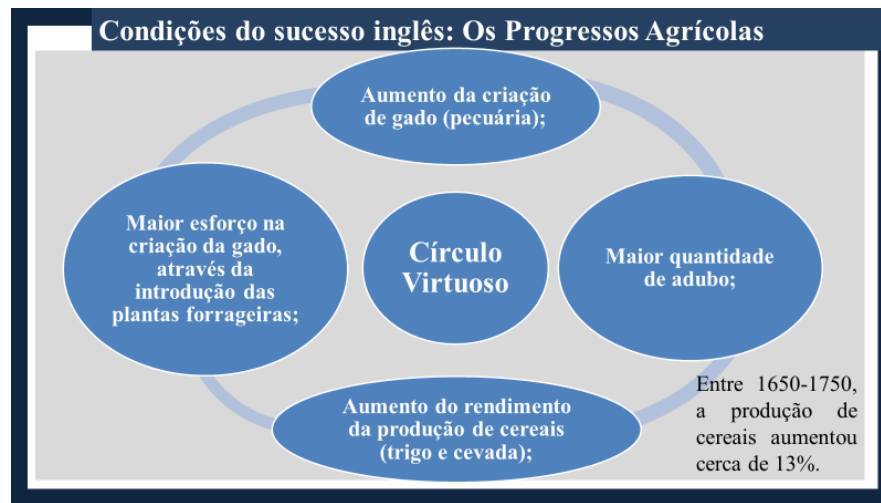 Condições do sucesso inglês: Os Progressos Agrícolas
Aumento da criação
de gado (pecuária);
Maior esforço na
criação da gado,
através da
introdução das
plantas forrageiras;
Círculo
Virtuoso
Maior quantidade
de adubo;
Aumento do rendimento
da produção de cereais
(trigo e cevada);
Entre 1650-1750,
a produção de
cereais aumentou
cerca de 13%.